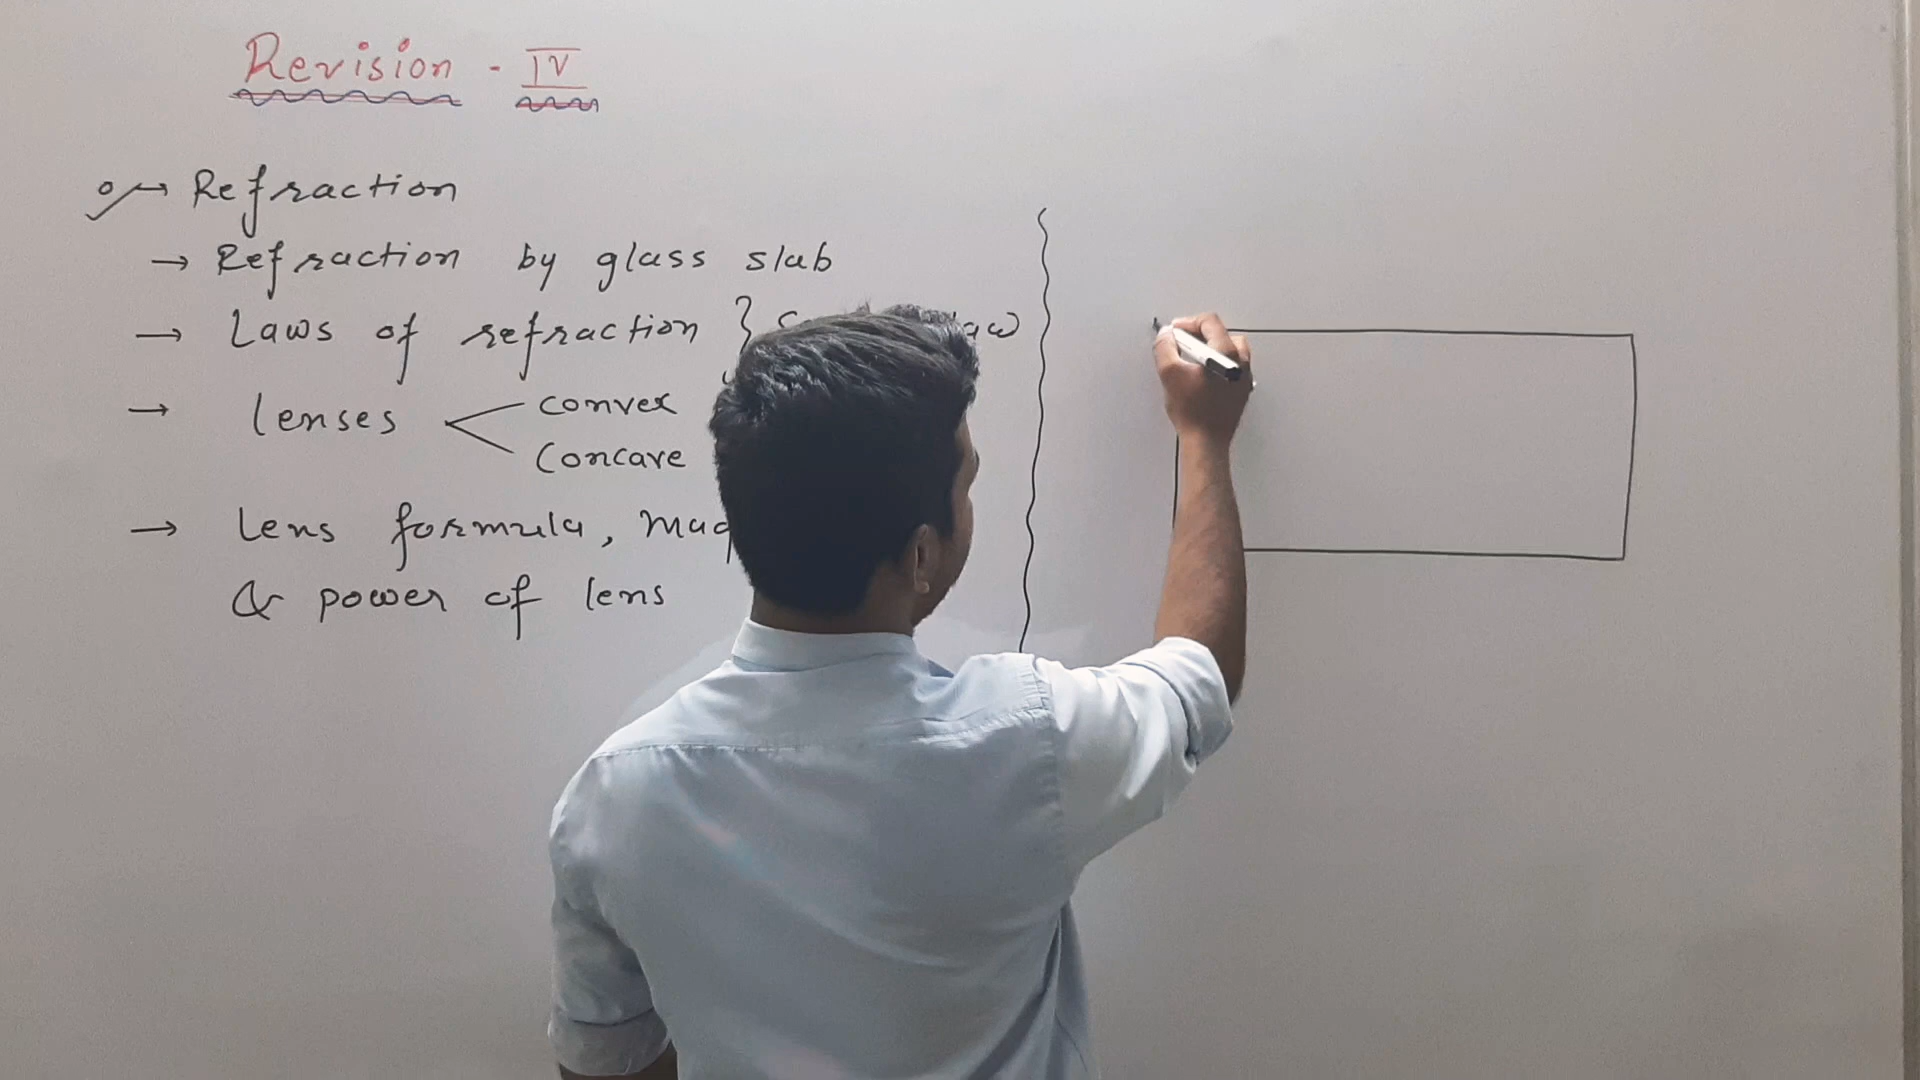 Revision - IV
Refraction
→ Refraction by glass slab
→ Laws of refraction }
→ lenses
convex
concave
→ lens formula,
& power of lens